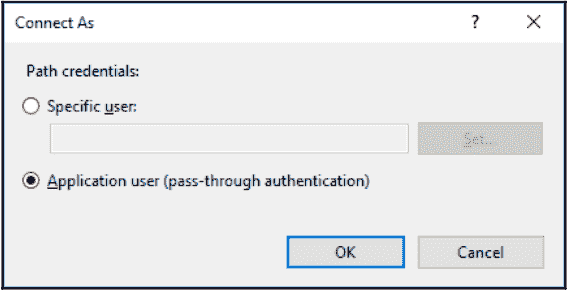 Connect As
?
Path credentials:
Specific user:
Set...
Application user (pass-through authentication)
OK
Cancel